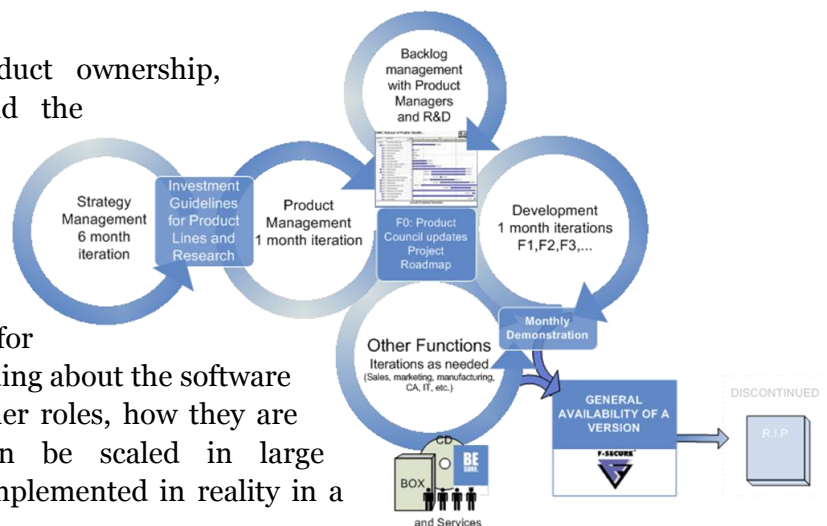 duct ownership,
d the
for
ing about the software
er roles, how they are
n be scaled in large
mplemented in reality in a
Backlog
management
with Product
Managers
and R&D
Strategy
Management
6 month
iteration
Investment
Guidelines
for Product
Lines and
Research
Product
Management
1 month iteration
F0: Product
Council updates
Project
Roadmap
Development
1 month iterations
F1,F2,F3,...
Monthly
Demonstration
Other Functions
Iterations as needed
(Sales, marketing, manufacturing,
CA, IT, etc.)
GENERAL
AVAILABILITY OF A
VERSION
F-SECURE
DISCONTINUED
R.I.P
CD
BE
SURE.
BOX
and Services